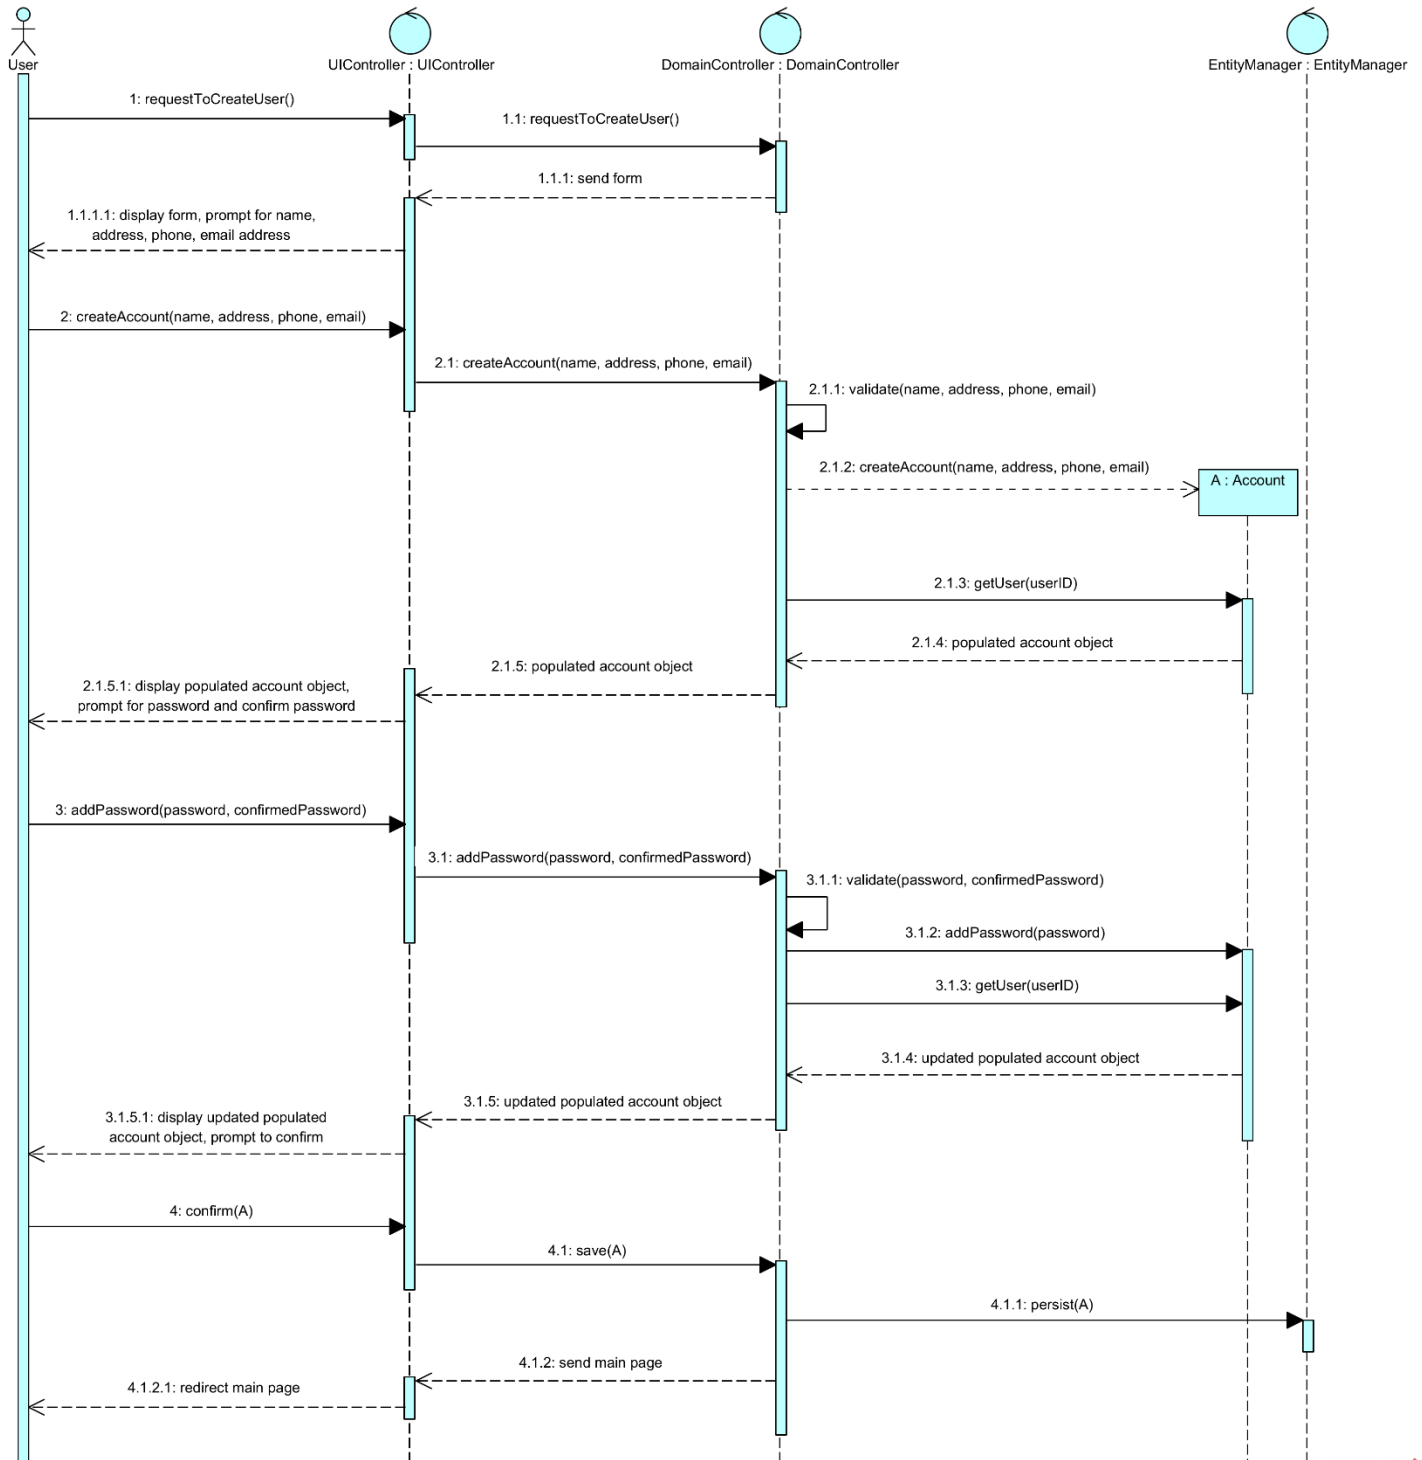 User
UIController : UIController
DomainController : DomainController
EntityManager : EntityManager
1: requestToCreateUser()
1.1: requestToCreateUser()
1.1.1: send form
1.1.1.1: display form, prompt for name,
address, phone, email address
2: createAccount(name, address, phone, email)
2.1: createAccount(name, address, phone, email)
2.1.1: validate(name, address, phone, email)
2.1.2: createAccount(name, address, phone, email)
A : Account
2.1.3: getUser(userID)
2.1.4: populated account object
2.1.5: populated account object
2.1.5.1: display populated account object,
prompt for password and confirm password
3: addPassword(password, confirmedPassword)
3.1: addPassword(password, confirmedPassword)
3.1.1: validate(password, confirmedPassword)
3.1.2: addPassword(password)
3.1.3: getUser(userID)
3.1.4: updated populated account object
3.1.5: updated populated account object
3.1.5.1: display updated populated
account object, prompt to confirm
4: confirm(A)
4.1: save(A)
4.1.1: persist(A)
4.1.2: send main page
4.1.2.1: redirect main page